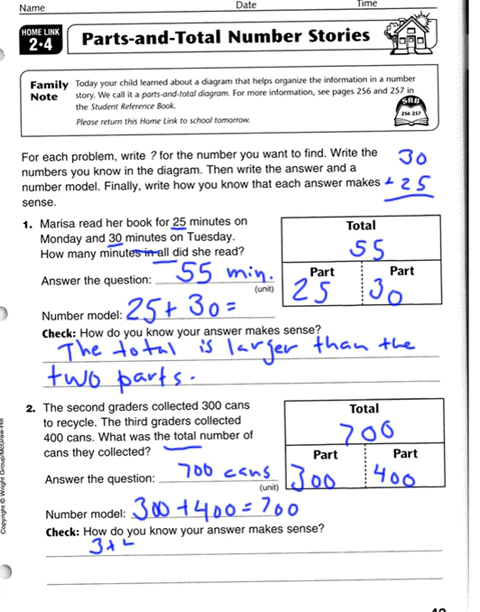 Name Date Time
HOME LINK
2·4
Parts-and-Total Number Stories
Family Note
Today your child learned about a diagram that helps organize the information in a number
story. We call it a parts-and-total diagram. For more information, see pages 256 and 257 in
the Student Reference Book.
Please return this Home Link to school tomorrow.
SRB
256 257
For each problem, write ? for the number you want to find. Write the
numbers you know in the diagram. Then write the answer and a
number model. Finally, write how you know that each answer makes
sense.
30
+ 25
1. Marisa read her book for 25 minutes on
Monday and 30 minutes on Tuesday.
How many minutes in all did she read?
Answer the question: 55 min.
(unit)
Number model: 25 + 30 =
Total
55
Part Part
25 30
Check: How do you know your answer makes sense?
The total is larger than the
two parts.
2. The second graders collected 300 cans
to recycle. The third graders collected
400 cans. What was the total number of
cans they collected?
Answer the question: 700 cans
(unit)
Number model: 300 + 400 = 700
Total
700
Part Part
300 400
Check: How do you know your answer makes sense?
3+
Copyright © Wright Group/McGraw-Hill